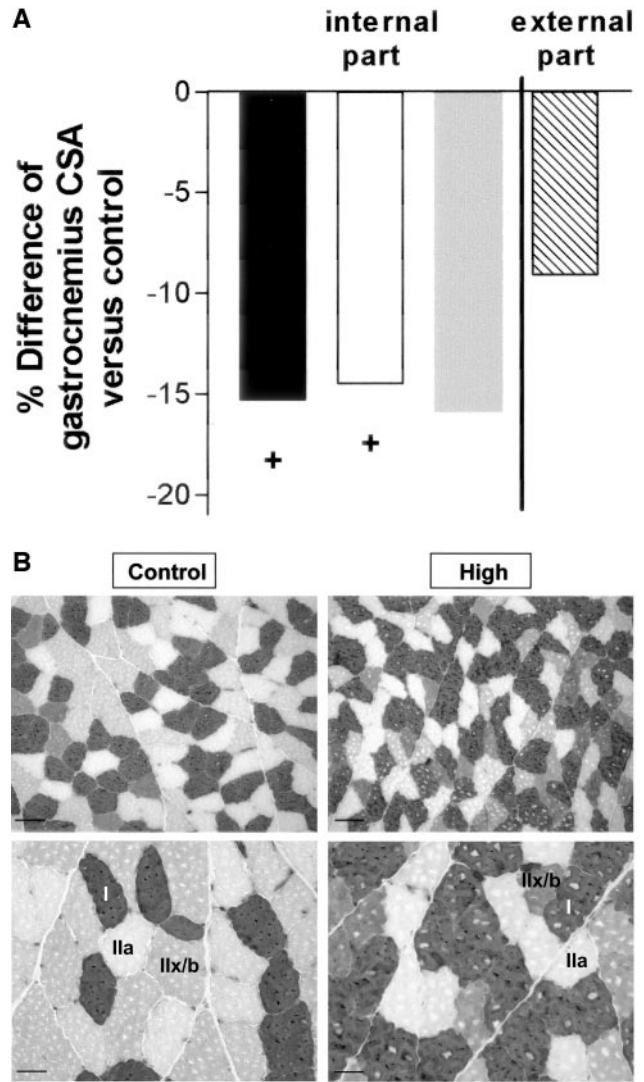 A
internal
part
external
part
% Difference of
gastrocnemius CSA
versus control
0
-5
-10
-15
-20
+
+
B
Control
High
I
IIa
IIx/b
IIx/b
I
IIa